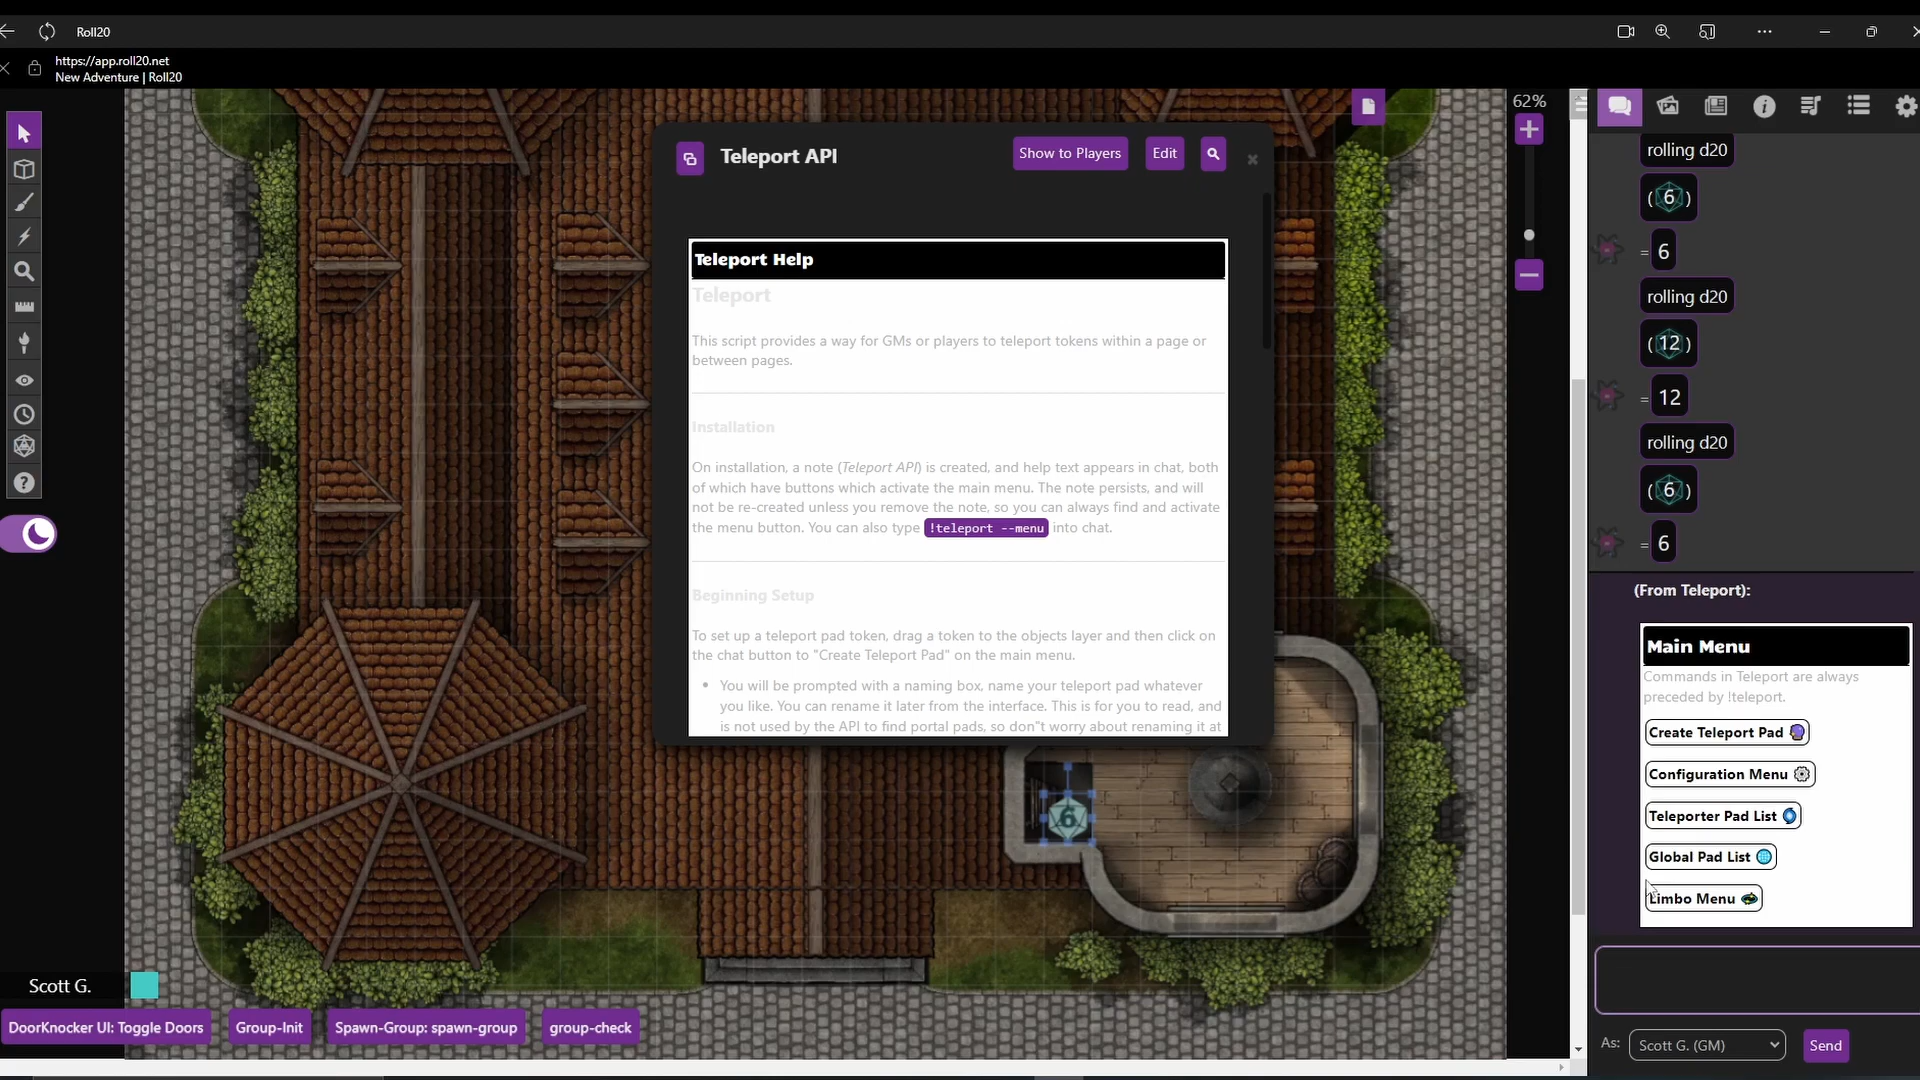 Roll20
https://app.roll20.net
New Adventure | Roll20
62%
Teleport API
Show to Players
Edit
Teleport Help
Teleport
This script provides a way for GMs or players to teleport tokens within a page or
between pages.
Installation
On installation, a note (Teleport API) is created, and help text appears in chat, both
of which have buttons which activate the main menu. The note persists, and will
not be re-created unless you remove the note, so you can always find and activate
the menu button. You can also type !teleport --menu into chat.
Beginning Setup
To set up a teleport pad token, drag a token to the objects layer and then click on
the chat button to "Create Teleport Pad" on the main menu.
• You will be prompted with a naming box, name your teleport pad whatever
you like. You can rename it later from the interface. This is for you to read, and
is not used by the API to find portal pads, so don"t worry about renaming it at
6
rolling d20
(6)
= 6
rolling d20
(12)
= 12
rolling d20
(6)
= 6
(From Teleport):
Main Menu
Commands in Teleport are always
preceded by !teleport.
Create Teleport Pad
Configuration Menu
Teleporter Pad List
Global Pad List
Limbo Menu
As: Scott G. (GM)
Send
Scott G.
DoorKnocker UI: Toggle Doors
Group-Init
Spawn-Group: spawn-group
group-check